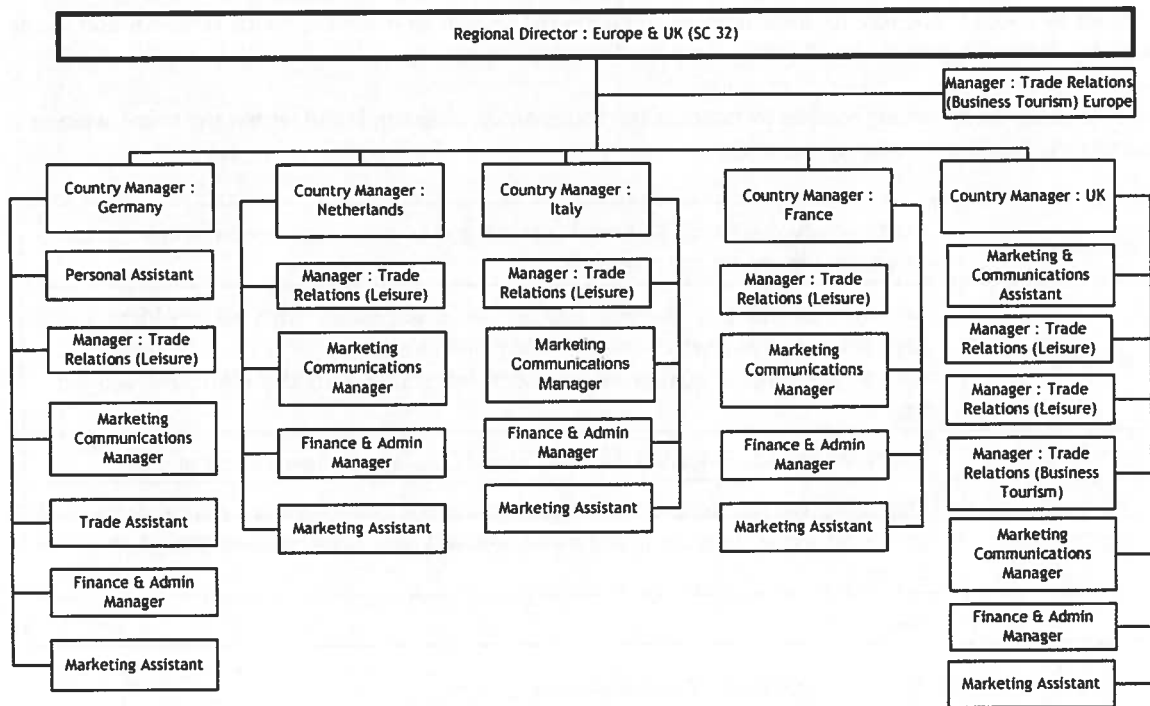 Regional Director : Europe & UK (SC 32)
Manager : Trade Relations
(Business Tourism) Europe
Country Manager :
Germany
Personal Assistant
Manager : Trade
Relations (Leisure)
Marketing
Communications
Manager
Trade Assistant
Finance & Admin
Manager
Marketing Assistant
Country Manager :
Netherlands
Manager : Trade
Relations (Leisure)
Marketing
Communications
Manager
Finance & Admin
Manager
Marketing Assistant
Country Manager :
Italy
Manager : Trade
Relations (Leisure)
Marketing
Communications
Manager
Finance & Admin
Manager
Marketing Assistant
Country Manager :
France
Manager : Trade
Relations (Leisure)
Marketing
Communications
Manager
Finance & Admin
Manager
Marketing Assistant
Country Manager : UK
Marketing &
Communications
Assistant
Manager : Trade
Relations (Leisure)
Manager : Trade
Relations (Leisure)
Manager : Trade
Relations (Business
Tourism)
Marketing
Communications
Manager
Finance & Admin
Manager
Marketing Assistant